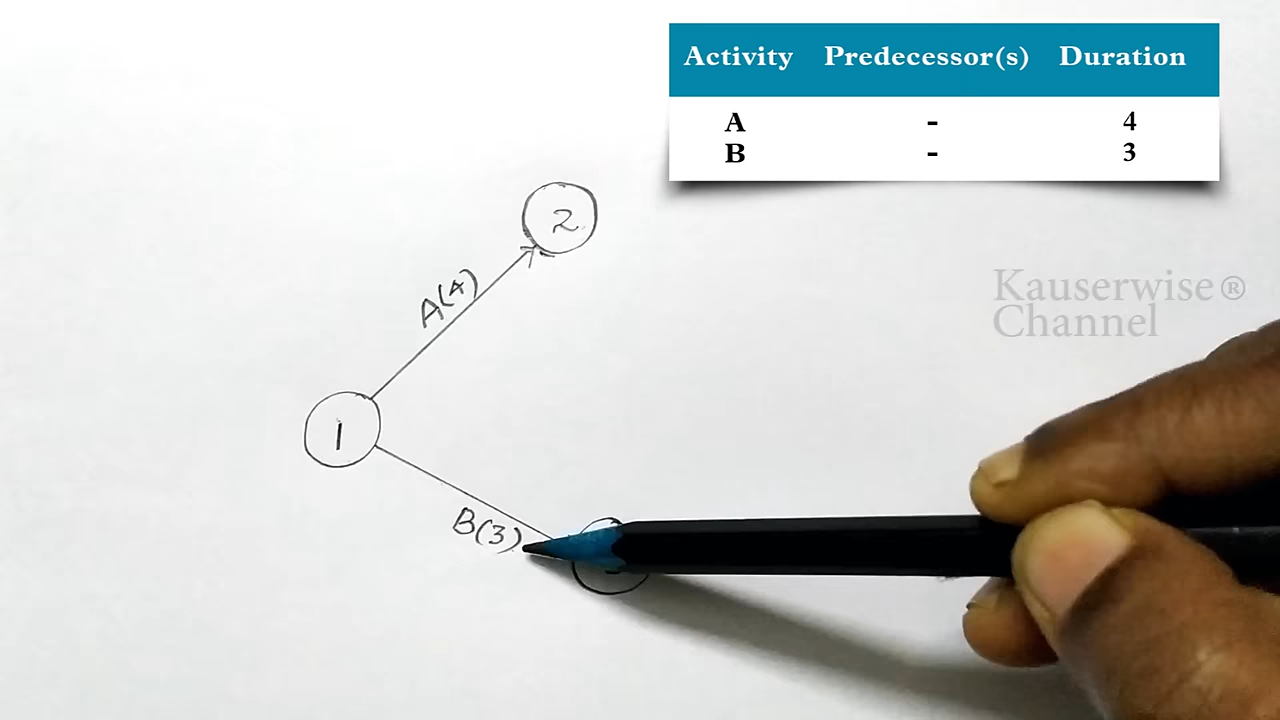 Activity Predecessor(s) Duration
A - 4
B - 3
2
A(4)
Kauserwise®
Channel
1
B(3)